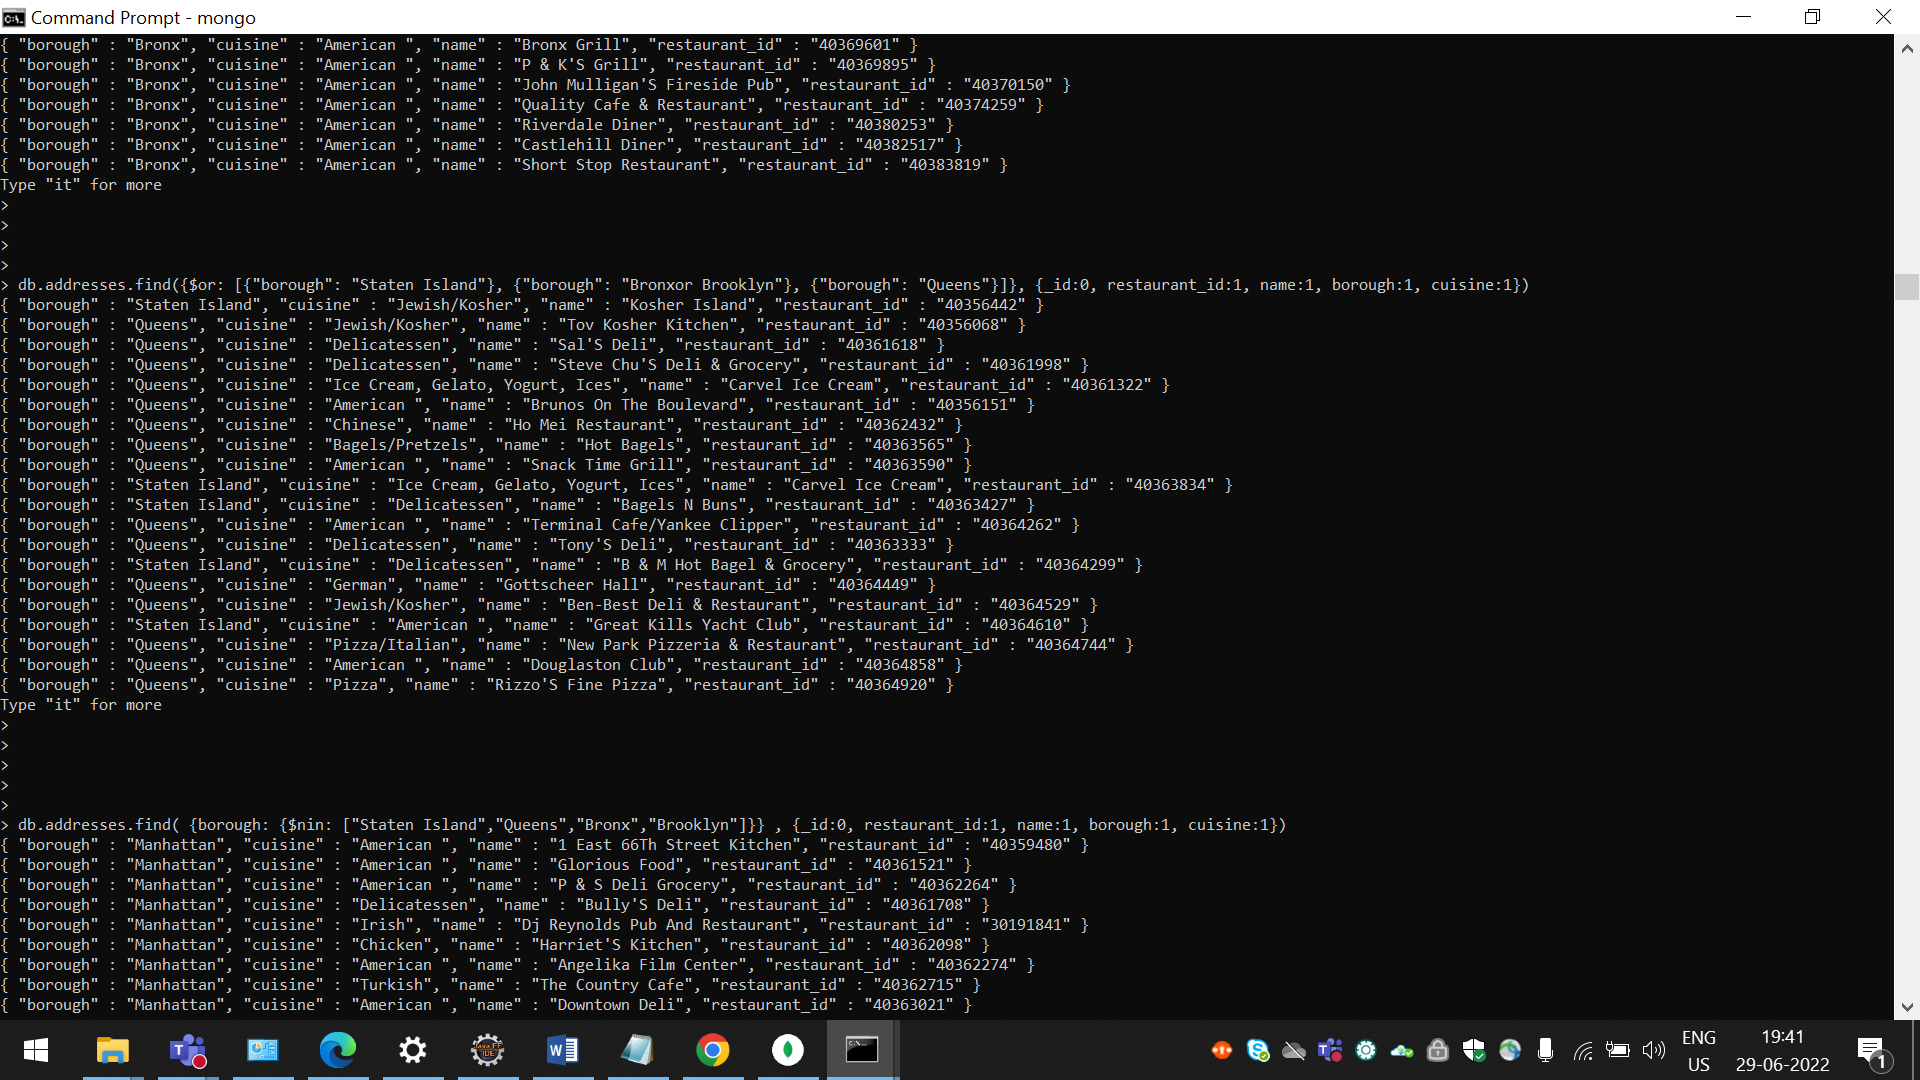 Command Prompt - mongo
{ "borough" : "Bronx", "cuisine" : "American ", "name" : "Bronx Grill", "restaurant_id" : "40369601" }
{ "borough" : "Bronx", "cuisine" : "American ", "name" : "P & K'S Grill", "restaurant_id" : "40369895" }
{ "borough" : "Bronx", "cuisine" : "American ", "name" : "John Mulligan'S Fireside Pub", "restaurant_id" : "40370150" }
{ "borough" : "Bronx", "cuisine" : "American ", "name" : "Quality Cafe & Restaurant", "restaurant_id" : "40374259" }
{ "borough" : "Bronx", "cuisine" : "American ", "name" : "Riverdale Diner", "restaurant_id" : "40380253" }
{ "borough" : "Bronx", "cuisine" : "American ", "name" : "Castlehill Diner", "restaurant_id" : "40382517" }
{ "borough" : "Bronx", "cuisine" : "American ", "name" : "Short Stop Restaurant", "restaurant_id" : "40383819" }
Type "it" for more
>
>
>
>
> db.addresses.find({$or: [{"borough": "Staten Island"}, {"borough": "Bronxor Brooklyn"}, {"borough": "Queens"}]}, {_id:0, restaurant_id:1, name:1, borough:1, cuisine:1})
{ "borough" : "Staten Island", "cuisine" : "Jewish/Kosher", "name" : "Kosher Island", "restaurant_id" : "40356442" }
{ "borough" : "Queens", "cuisine" : "Jewish/Kosher", "name" : "Tov Kosher Kitchen", "restaurant_id" : "40356068" }
{ "borough" : "Queens", "cuisine" : "Delicatessen", "name" : "Sal'S Deli", "restaurant_id" : "40361618" }
{ "borough" : "Queens", "cuisine" : "Delicatessen", "name" : "Steve Chu'S Deli & Grocery", "restaurant_id" : "40361998" }
{ "borough" : "Queens", "cuisine" : "Ice Cream, Gelato, Yogurt, Ices", "name" : "Carvel Ice Cream", "restaurant_id" : "40361322" }
{ "borough" : "Queens", "cuisine" : "American ", "name" : "Brunos On The Boulevard", "restaurant_id" : "40356151" }
{ "borough" : "Queens", "cuisine" : "Chinese", "name" : "Ho Mei Restaurant", "restaurant_id" : "40362432" }
{ "borough" : "Queens", "cuisine" : "Bagels/Pretzels", "name" : "Hot Bagels", "restaurant_id" : "40363565" }
{ "borough" : "Queens", "cuisine" : "American ", "name" : "Snack Time Grill", "restaurant_id" : "40363590" }
{ "borough" : "Staten Island", "cuisine" : "Ice Cream, Gelato, Yogurt, Ices", "name" : "Carvel Ice Cream", "restaurant_id" : "40363834" }
{ "borough" : "Staten Island", "cuisine" : "Delicatessen", "name" : "Bagels N Buns", "restaurant_id" : "40363427" }
{ "borough" : "Queens", "cuisine" : "American ", "name" : "Terminal Cafe/Yankee Clipper", "restaurant_id" : "40364262" }
{ "borough" : "Queens", "cuisine" : "Delicatessen", "name" : "Tony'S Deli", "restaurant_id" : "40363333" }
{ "borough" : "Staten Island", "cuisine" : "Delicatessen", "name" : "B & M Hot Bagel & Grocery", "restaurant_id" : "40364299" }
{ "borough" : "Queens", "cuisine" : "German", "name" : "Gottscheer Hall", "restaurant_id" : "40364449" }
{ "borough" : "Queens", "cuisine" : "Jewish/Kosher", "name" : "Ben-Best Deli & Restaurant", "restaurant_id" : "40364529" }
{ "borough" : "Staten Island", "cuisine" : "American ", "name" : "Great Kills Yacht Club", "restaurant_id" : "40364610" }
{ "borough" : "Queens", "cuisine" : "Pizza/Italian", "name" : "New Park Pizzeria & Restaurant", "restaurant_id" : "40364744" }
{ "borough" : "Queens", "cuisine" : "American ", "name" : "Douglaston Club", "restaurant_id" : "40364858" }
{ "borough" : "Queens", "cuisine" : "Pizza", "name" : "Rizzo'S Fine Pizza", "restaurant_id" : "40364920" }
Type "it" for more
>
>
>
>
>
> db.addresses.find( {borough: {$nin: ["Staten Island","Queens","Bronx","Brooklyn"]}} , {_id:0, restaurant_id:1, name:1, borough:1, cuisine:1})
{ "borough" : "Manhattan", "cuisine" : "American ", "name" : "1 East 66Th Street Kitchen", "restaurant_id" : "40359480" }
{ "borough" : "Manhattan", "cuisine" : "American ", "name" : "Glorious Food", "restaurant_id" : "40361521" }
{ "borough" : "Manhattan", "cuisine" : "American ", "name" : "P & S Deli Grocery", "restaurant_id" : "40362264" }
{ "borough" : "Manhattan", "cuisine" : "Delicatessen", "name" : "Bully'S Deli", "restaurant_id" : "40361708" }
{ "borough" : "Manhattan", "cuisine" : "Irish", "name" : "Dj Reynolds Pub And Restaurant", "restaurant_id" : "30191841" }
{ "borough" : "Manhattan", "cuisine" : "Chicken", "name" : "Harriet'S Kitchen", "restaurant_id" : "40362098" }
{ "borough" : "Manhattan", "cuisine" : "American ", "name" : "Angelika Film Center", "restaurant_id" : "40362274" }
{ "borough" : "Manhattan", "cuisine" : "Turkish", "name" : "The Country Cafe", "restaurant_id" : "40362715" }
{ "borough" : "Manhattan", "cuisine" : "American ", "name" : "Downtown Deli", "restaurant_id" : "40363021" }
ENG
US
19:41
29-06-2022
1